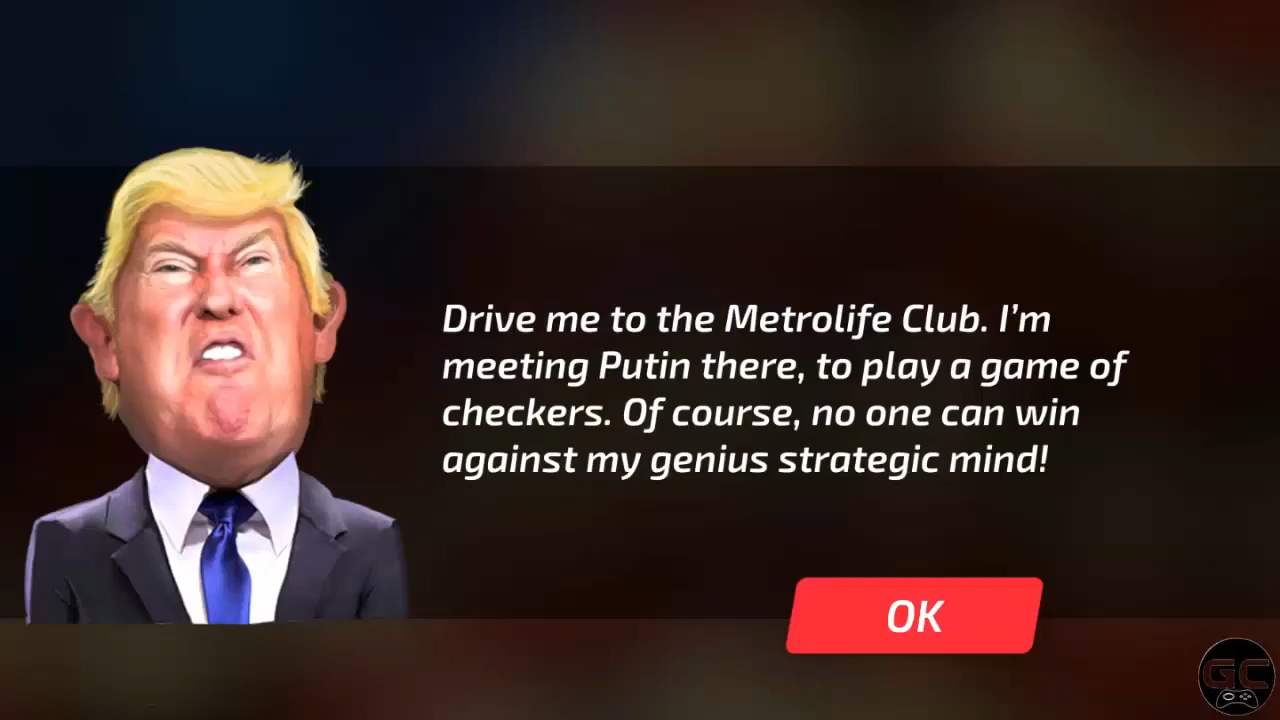 Drive me to the Metrolife Club. I'm
meeting Putin there, to play a game of
checkers. Of course, no one can win
against my genius strategic mind!
OK
GC